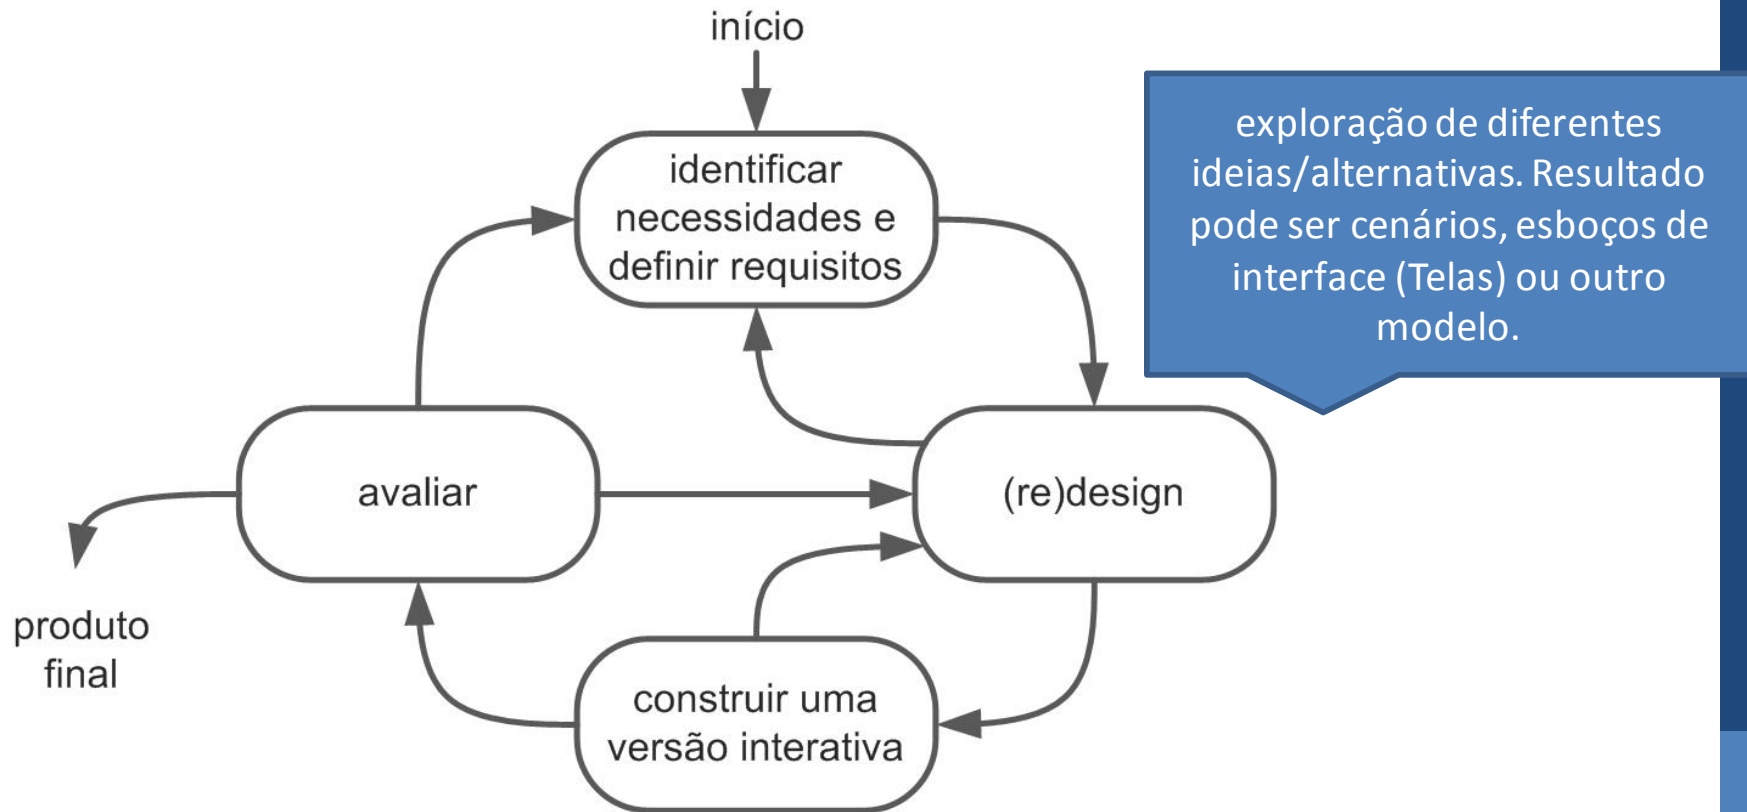 início
identificar
necessidades e
definir requisitos
exploração de diferentes
ideias/alternativas. Resultado
pode ser cenários, esboços de
interface (Telas) ou outro
modelo.
avaliar
(re)design
produto
final
construir uma
versão interativa